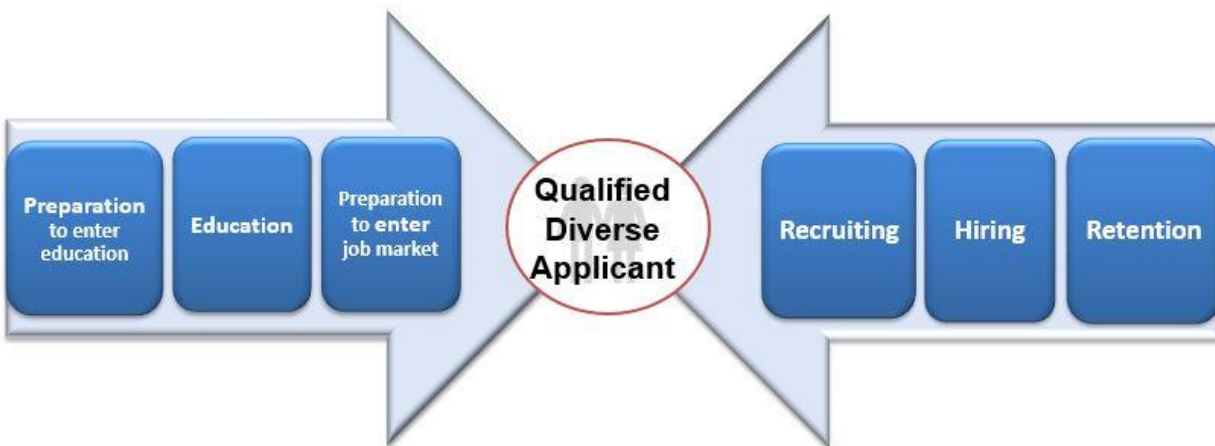 Preparation
to enter
education
Education
Preparation
to enter
job market
Qualified
Diverse
Applicant
Recruiting
Hiring
Retention